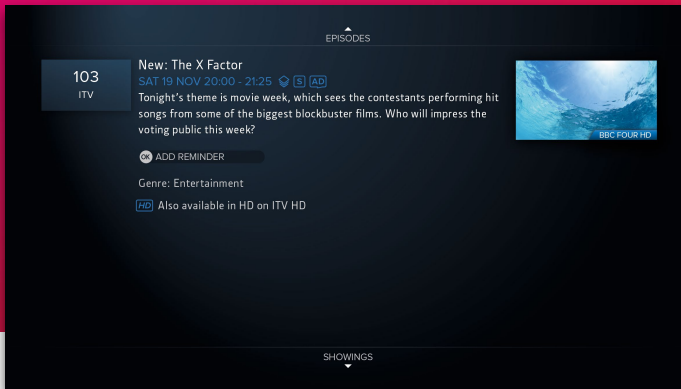 EPISODES
103
ITV
New: The X Factor
SAT 19 NOV 20:00 - 21:25 S AD
Tonight's theme is movie week, which sees the contestants performing hit
songs from some of the biggest blockbuster films. Who will impress the
voting public this week?
BBC FOUR HD
OK ADD REMINDER
Genre: Entertainment
HD Also available in HD on ITV HD
SHOWINGS